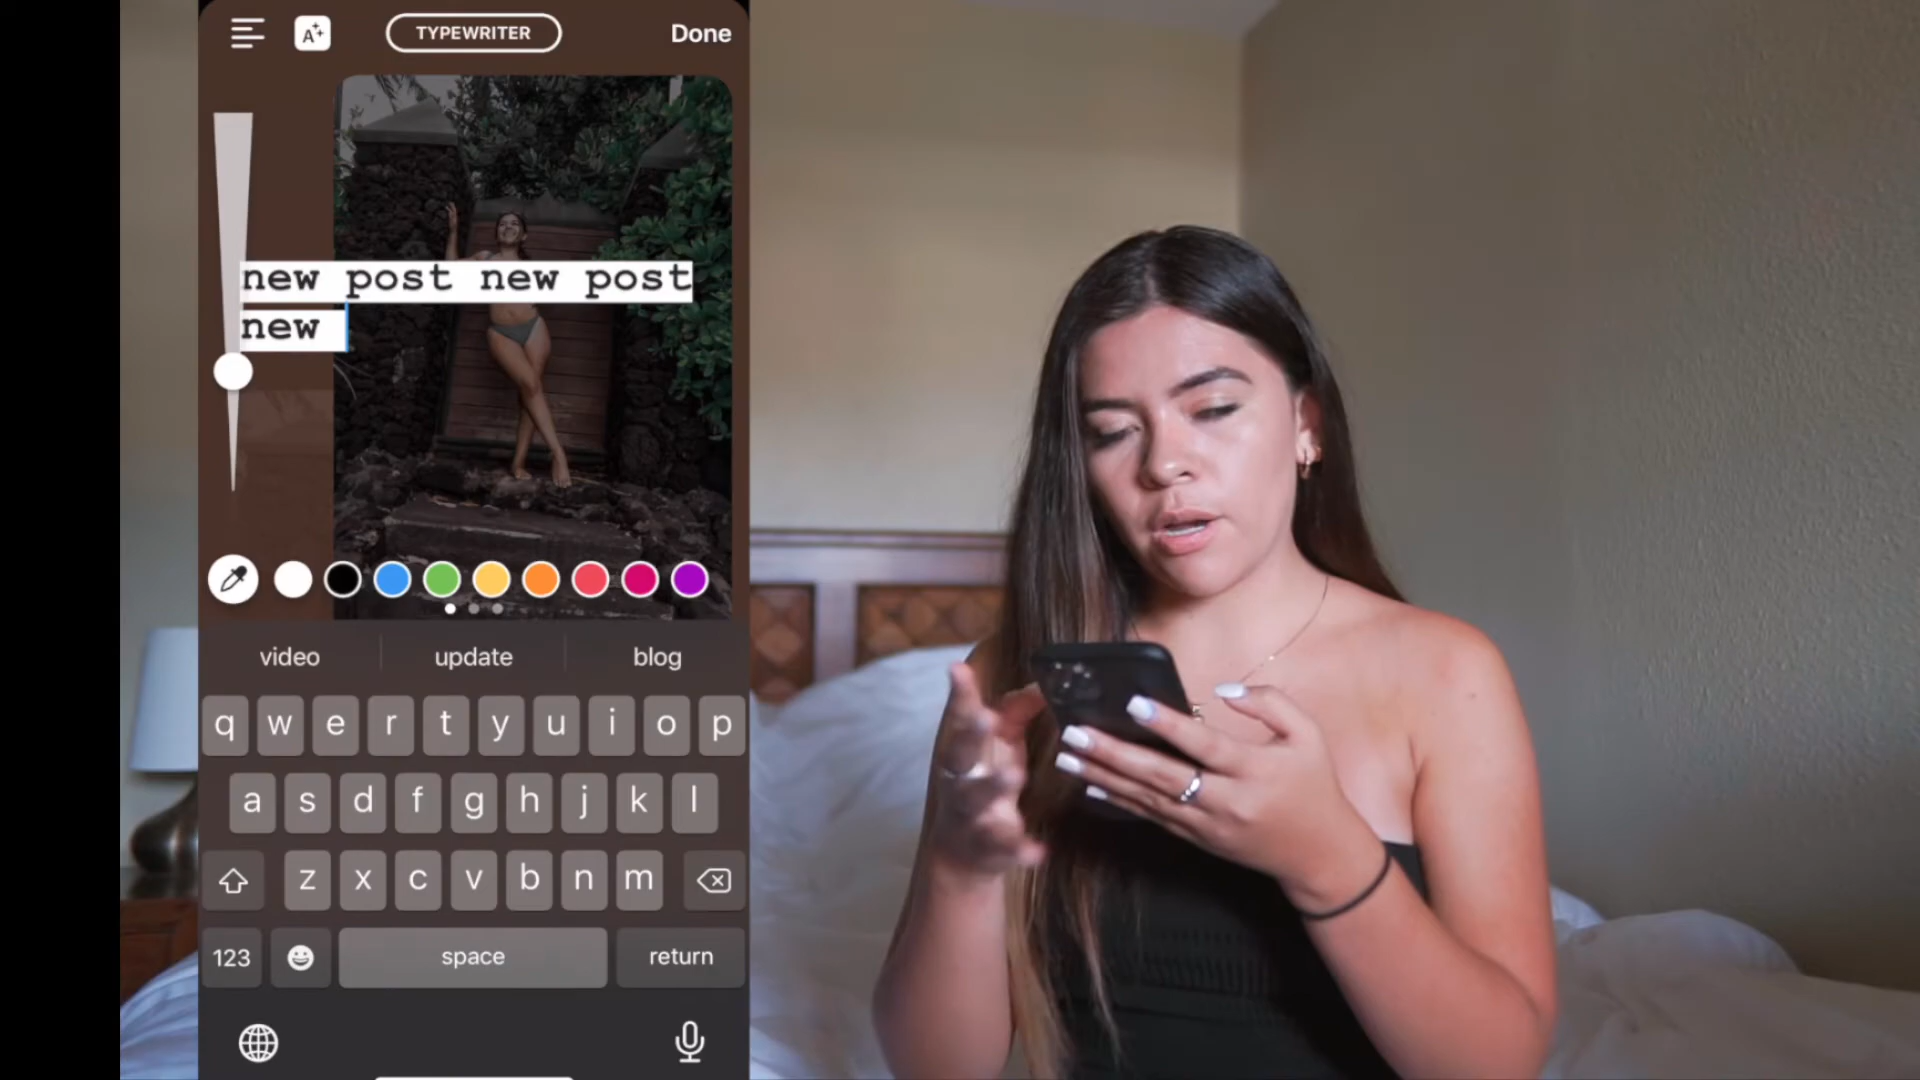 A
TYPEWRITER
Done
new post new post
new
video
update
blog
q w e r t y u i o p
a s d f g h j k l
z x c v b n m
123
space
return